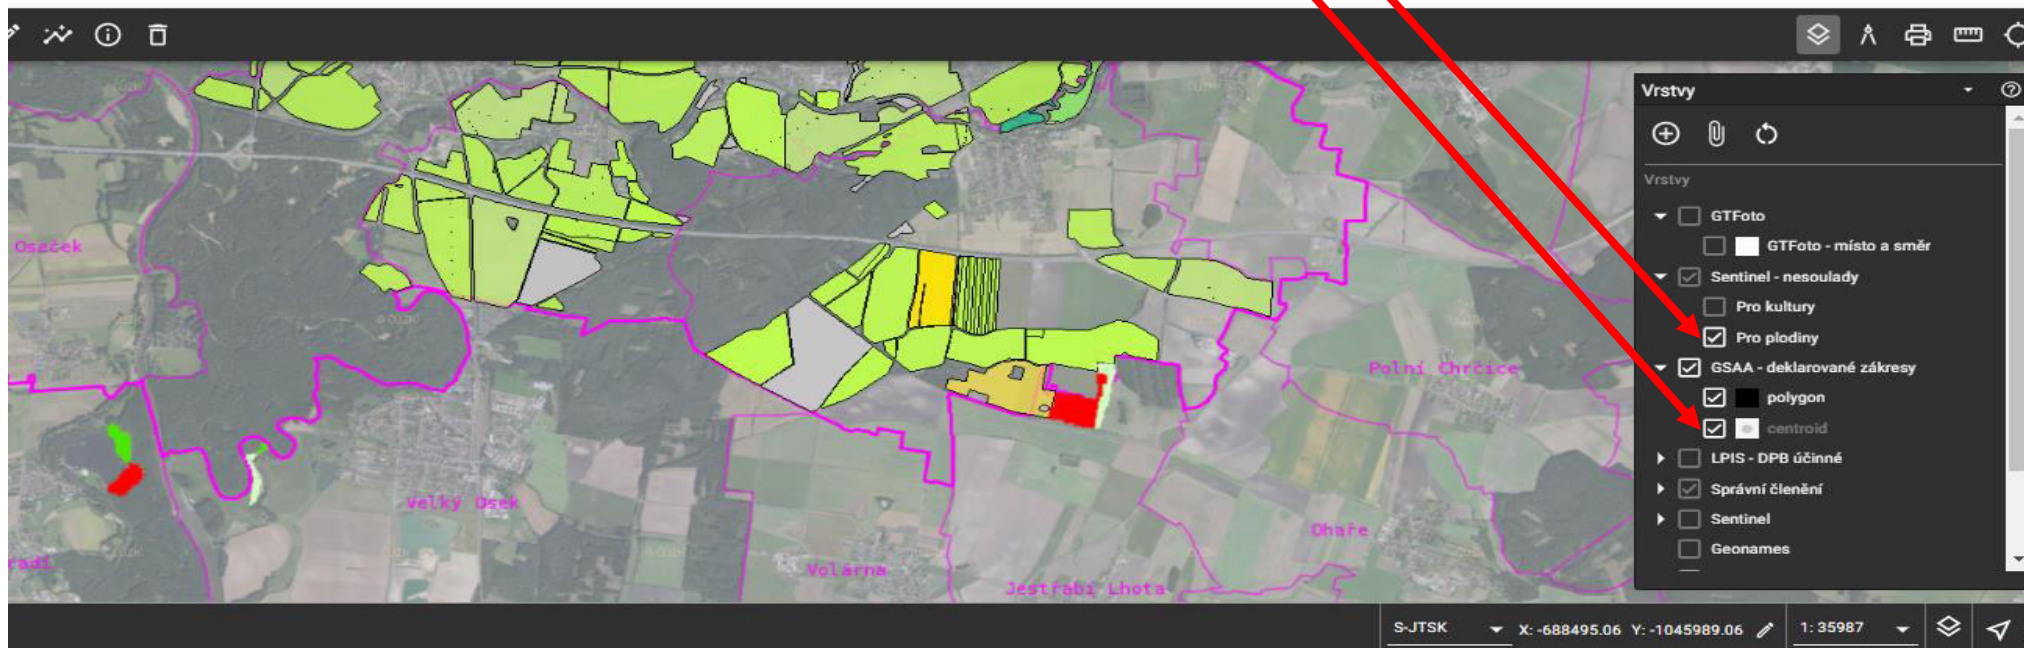 Vrstvy
Vrstvy
GTFoto
GTFoto - místo a směr
Sentinel - nesoulady
Pro kultury
Pro plodiny
GSAA - deklarované zákresy
polygon
centroid
LPIS - DPB účinné
Správní členění
Sentinel
Geonames
Oseček
Polní Chrčice
Velký Osek
Ohaře
Volárna
Jestřabí Lhota
S-JTSK
X: -688495.06 Y: -1045989.06
1: 35987